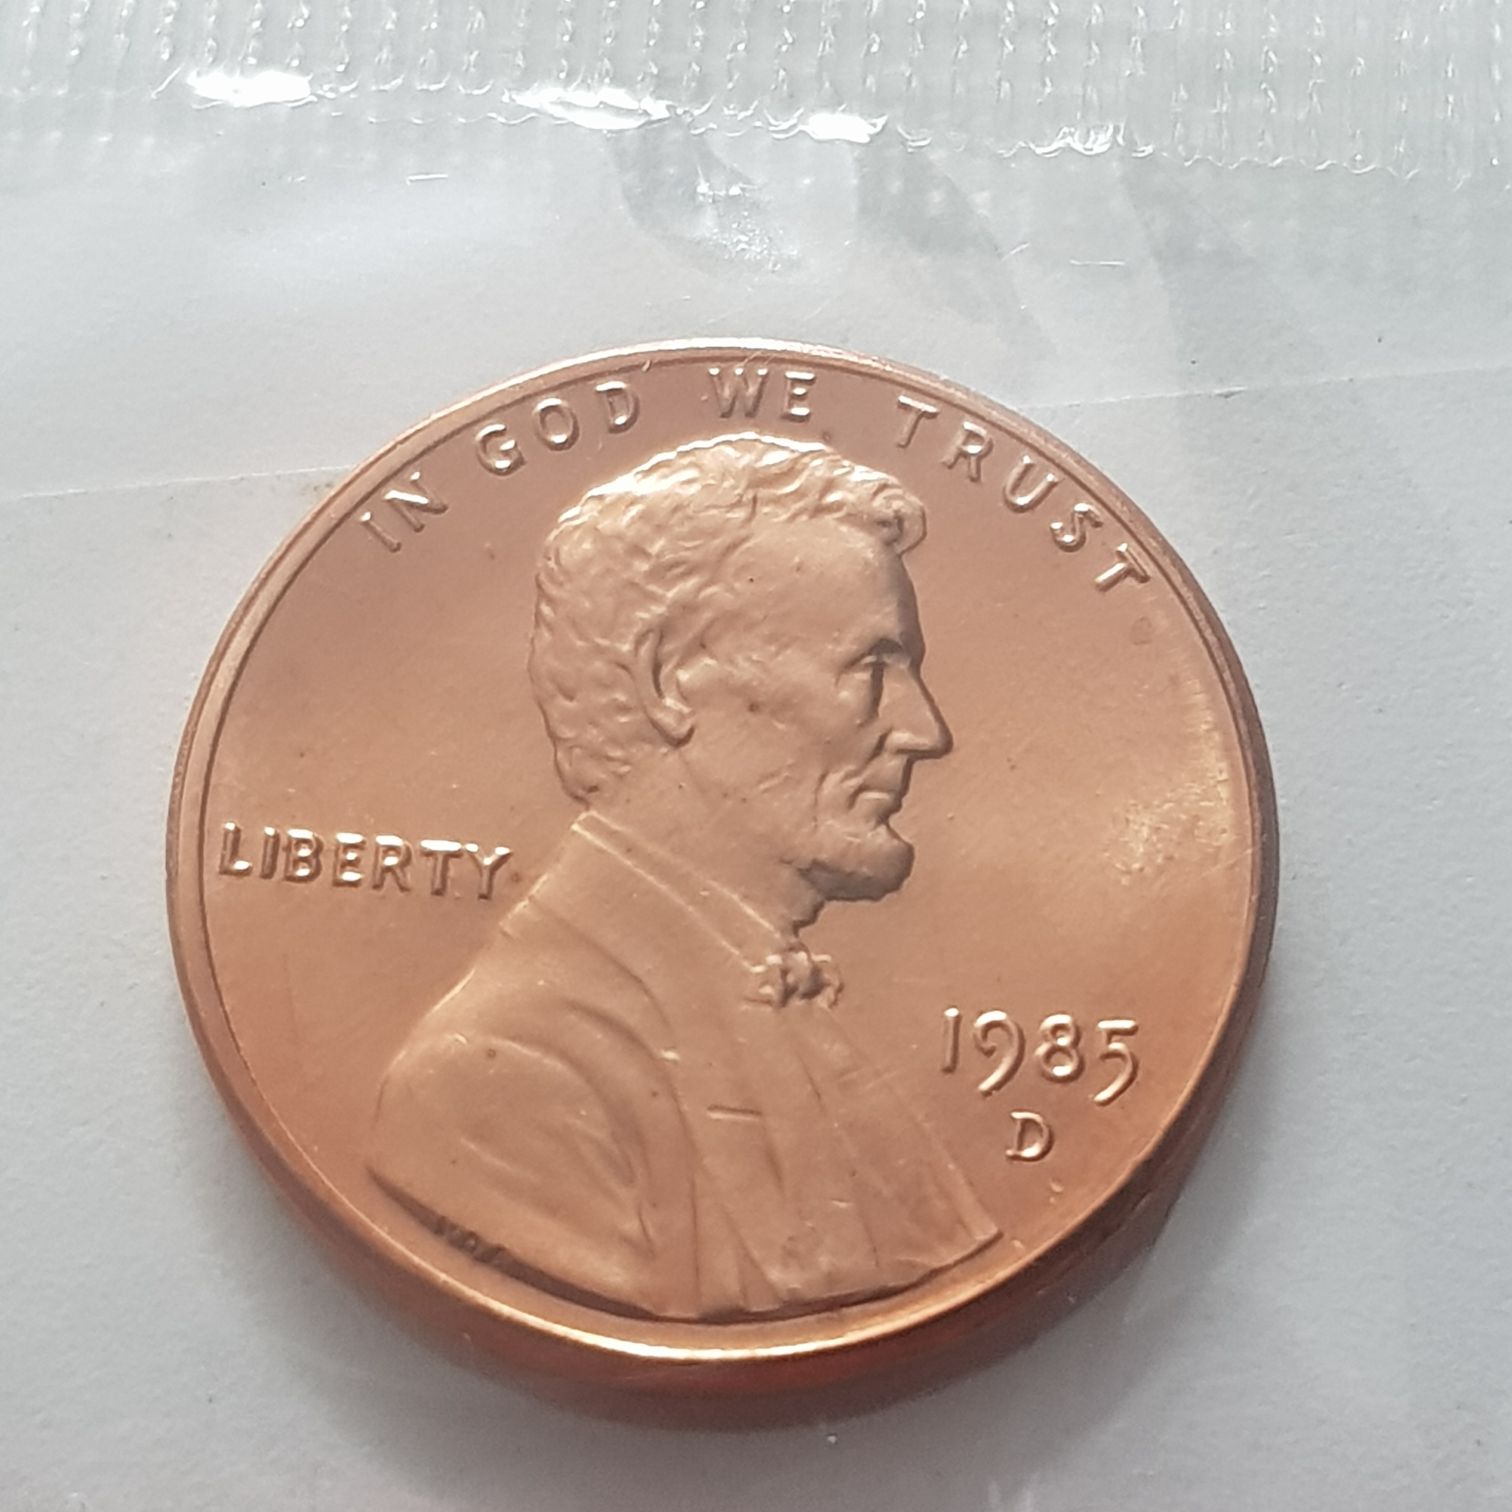 IN GOD WE TRUST
LIBERTY
1985
D